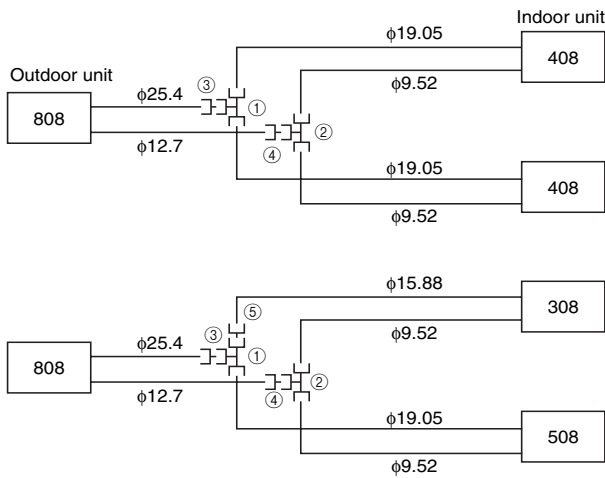 Indoor unit
ϕ19.05
408
Outdoor unit
③
ϕ25.4
ϕ9.52
808
①
②
ϕ12.7
④
ϕ19.05
408
ϕ9.52
ϕ15.88
308
⑤
③
ϕ9.52
ϕ25.4
808
①
②
ϕ12.7
④
ϕ19.05
508
ϕ9.52